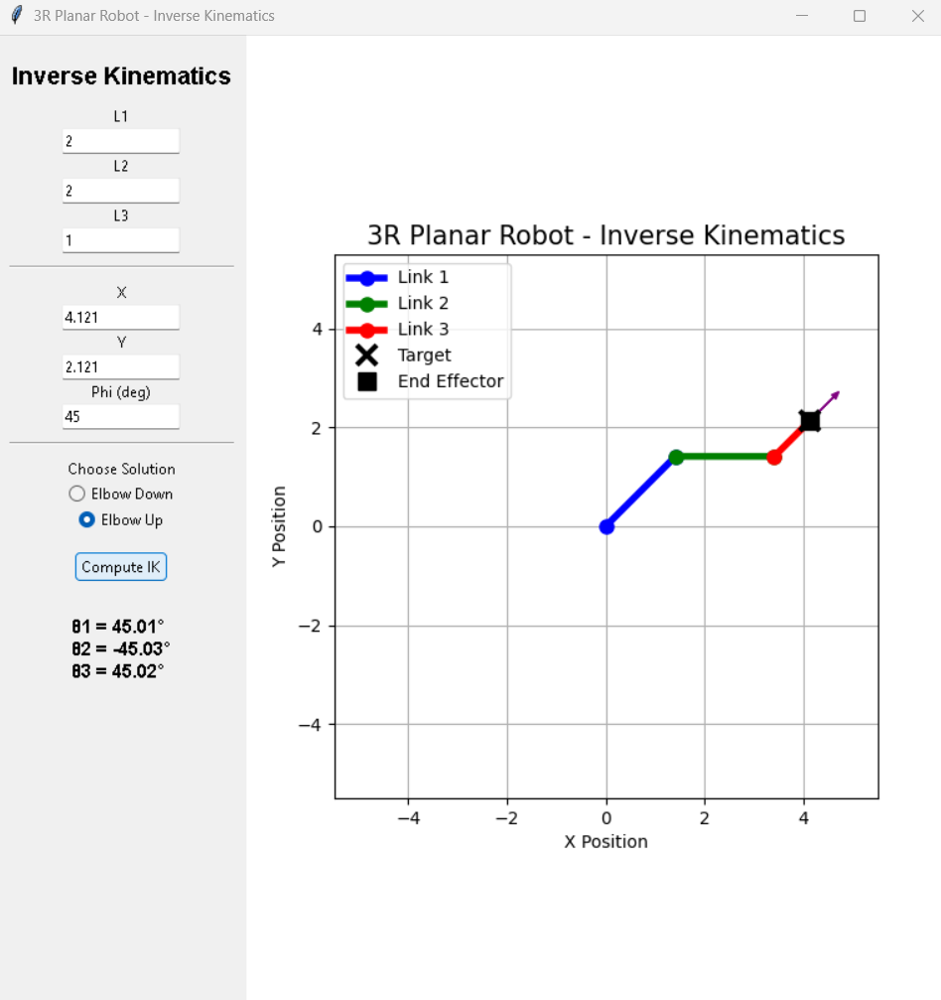 3R Planar Robot - Inverse Kinematics
Inverse Kinematics
L1
2
L2
2
L3
1
X
4.121
Y
2.121
Phi (deg)
45
Choose Solution
Elbow Down
Elbow Up
Compute IK
θ1 = 45.01°
θ2 = -45.03°
θ3 = 45.02°
3R Planar Robot - Inverse Kinematics
Link 1
Link 2
Link 3
Target
End Effector
Y Position
4
2
0
−2
−4
−4 −2 0 2 4
X Position